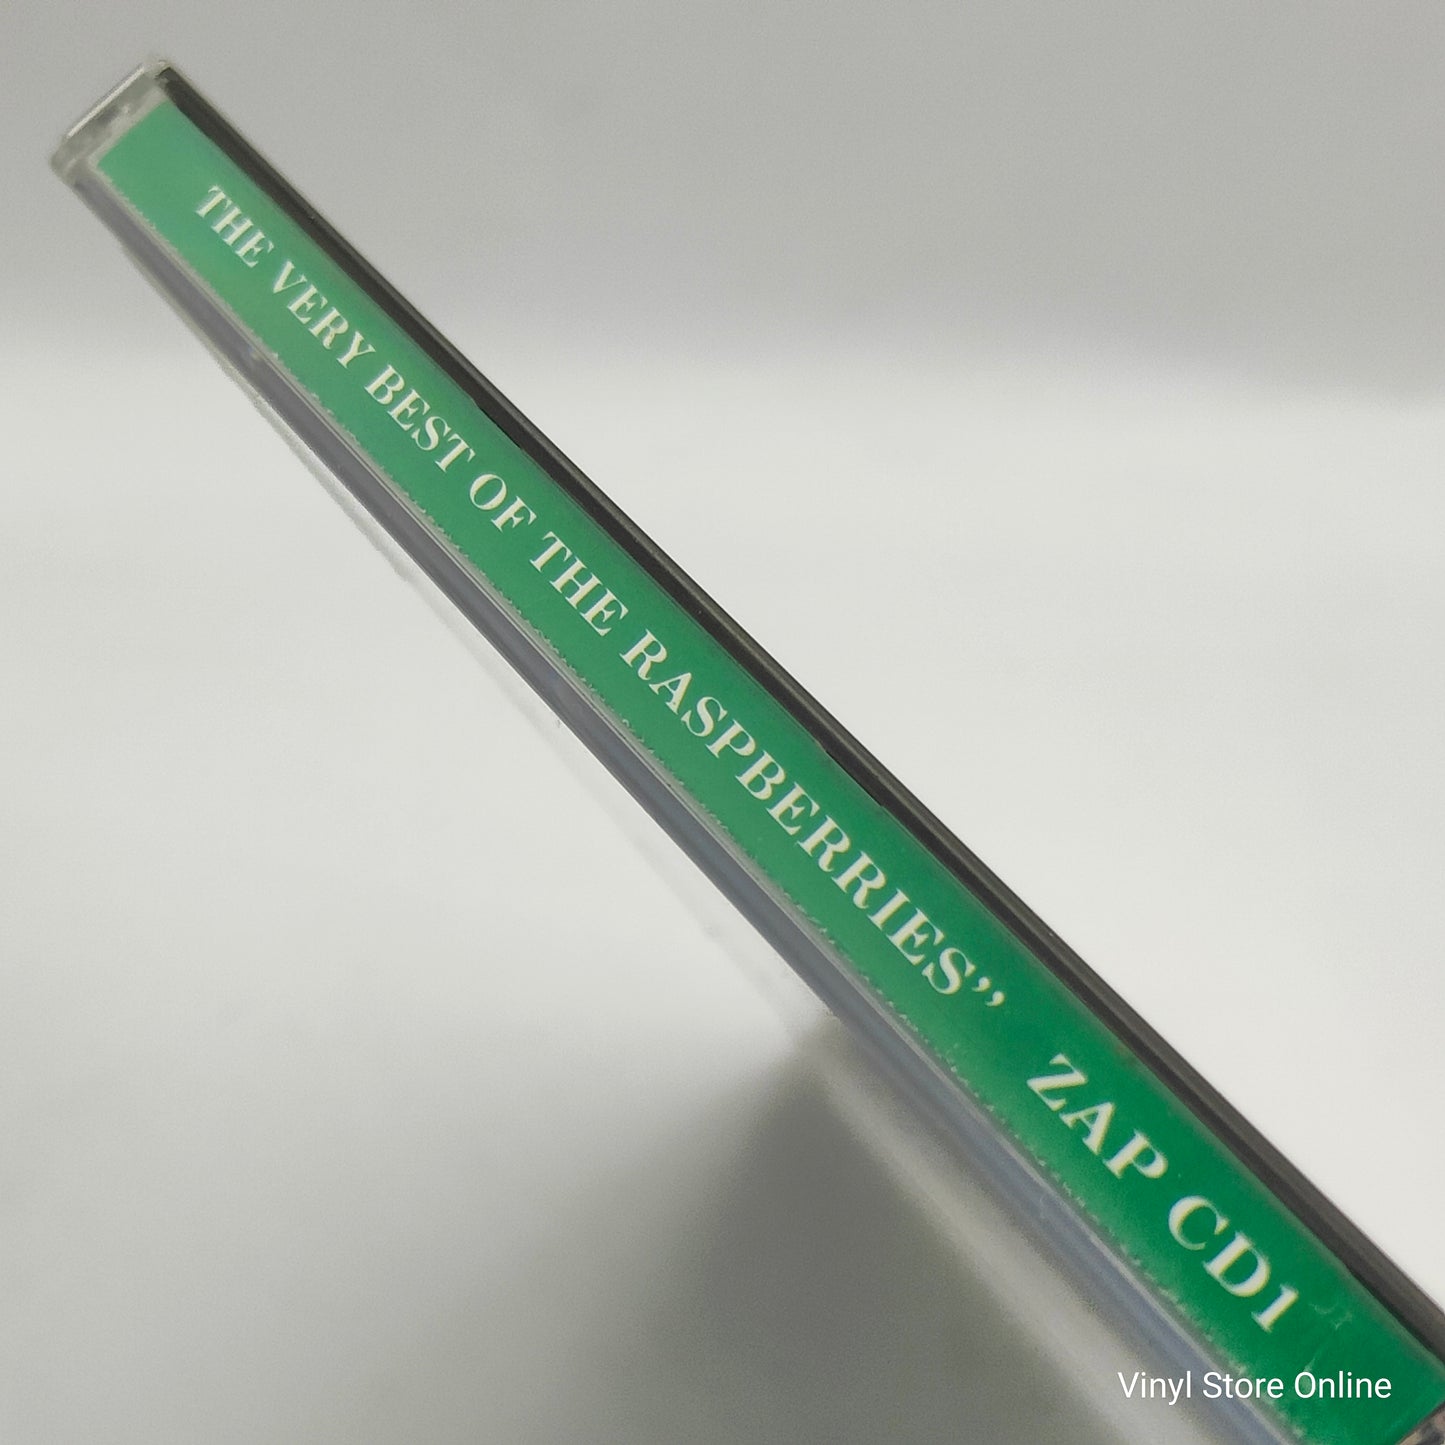 THE VERY BEST OF THE RASPBERRIES” ZAP CD1
Vinyl Store Online